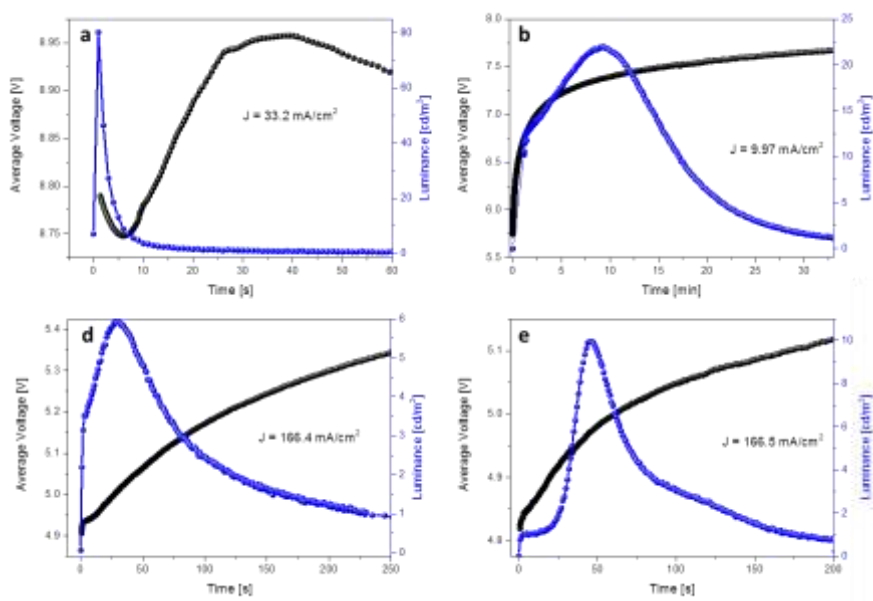 a
Average Voltage [V]
8.95
8.90
8.85
8.80
8.75
J = 33.2 mA/cm²
80
60
40
20
0
Luminance [cd/m²]
0 10 20 30 40 50 60
Time [s]
b
Average Voltage [V]
8.0
7.5
7.0
6.5
6.0
5.5
J = 9.97 mA/cm²
25
20
15
10
5
0
Luminance [cd/m²]
0 5 10 15 20 25 30
Time [min]
d
Average Voltage [V]
5.4
5.3
5.2
5.1
5.0
4.9
J = 166.4 mA/cm²
6
5
4
3
2
1
0
Luminance [cd/m²]
0 50 100 150 200 250
Time [s]
e
Average Voltage [V]
5.1
5.0
4.9
4.8
J = 166.5 mA/cm²
10
8
6
4
2
0
Luminance [cd/m²]
0 50 100 150 200
Time [s]